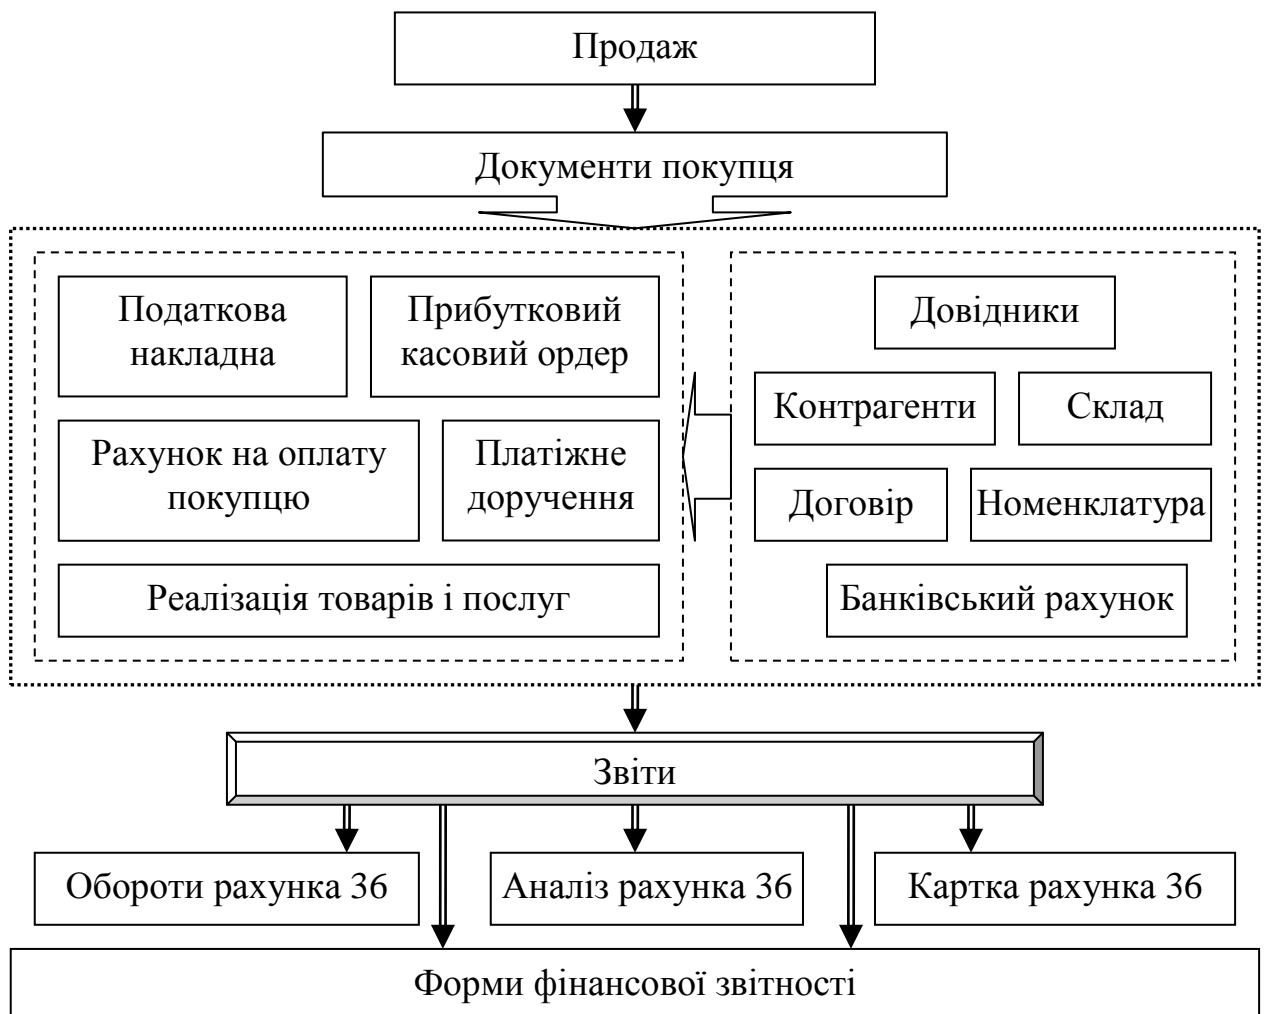 Продаж
Документи покупця
Податкова
накладна
Прибутковий
касовий ордер
Рахунок на оплату
покупцю
Платіжне
доручення
Реалізація товарів і послуг
Довідники
Контрагенти
Склад
Договір
Номенклатура
Банківський рахунок
Звіти
Обороти рахунка 36
Аналіз рахунка 36
Картка рахунка 36
Форми фінансової звітності